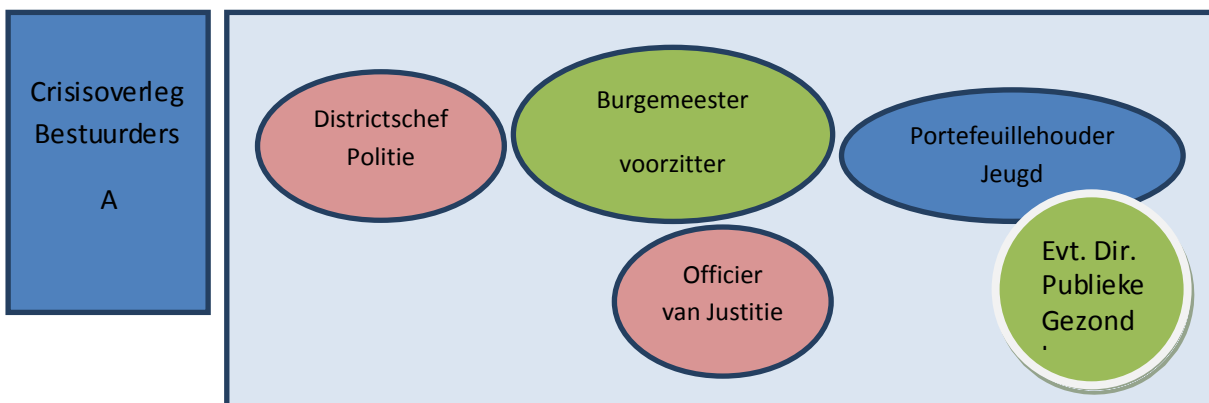 Crisisoverleg
Bestuurders
A
Districtschef
Politie
Burgemeester
voorzitter
Portefeuillehouder
Jeugd
Officier
van Justitie
Evt. Dir.
Publieke
Gezond